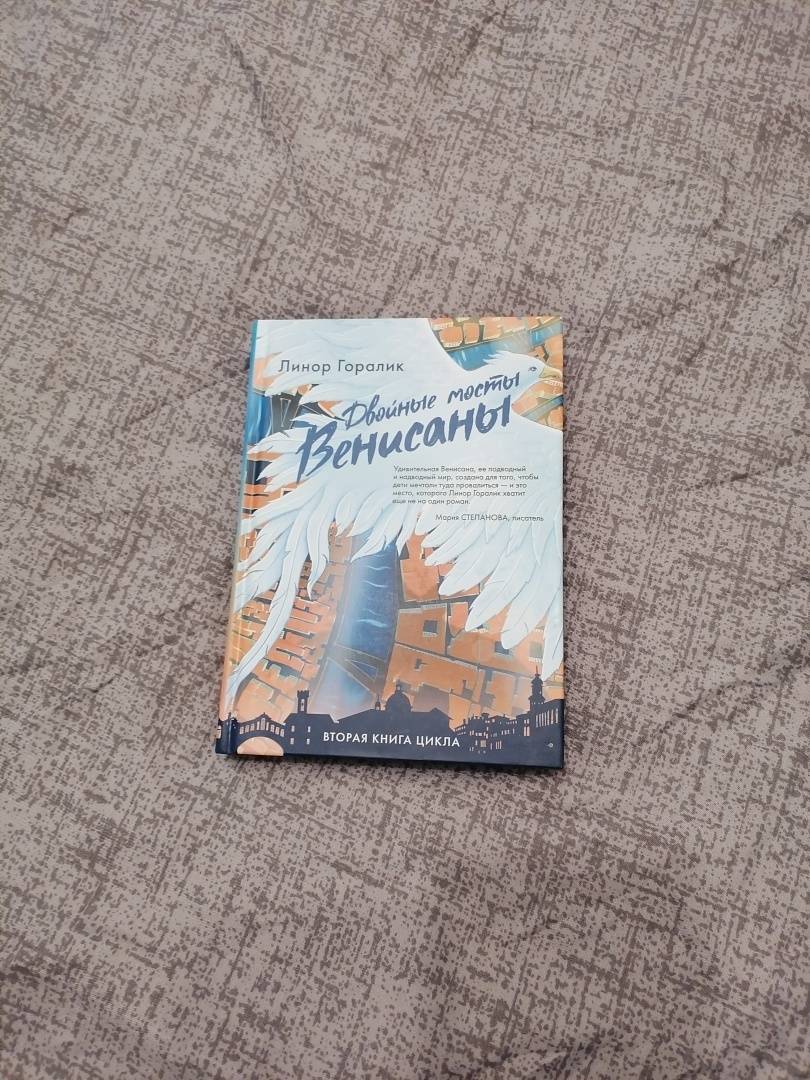 Линор Горалик
Двойные мосты
Венисаны
Удивительная Венисана, ее подводный
и надводный мир, создана для того, чтобы
дети мечтали туда провалиться — и это
место, которого Линор Горалик хватит
еще не на один роман.
Мария СТЕПАНОВА, писатель
ВТОРАЯ КНИГА ЦИКЛА